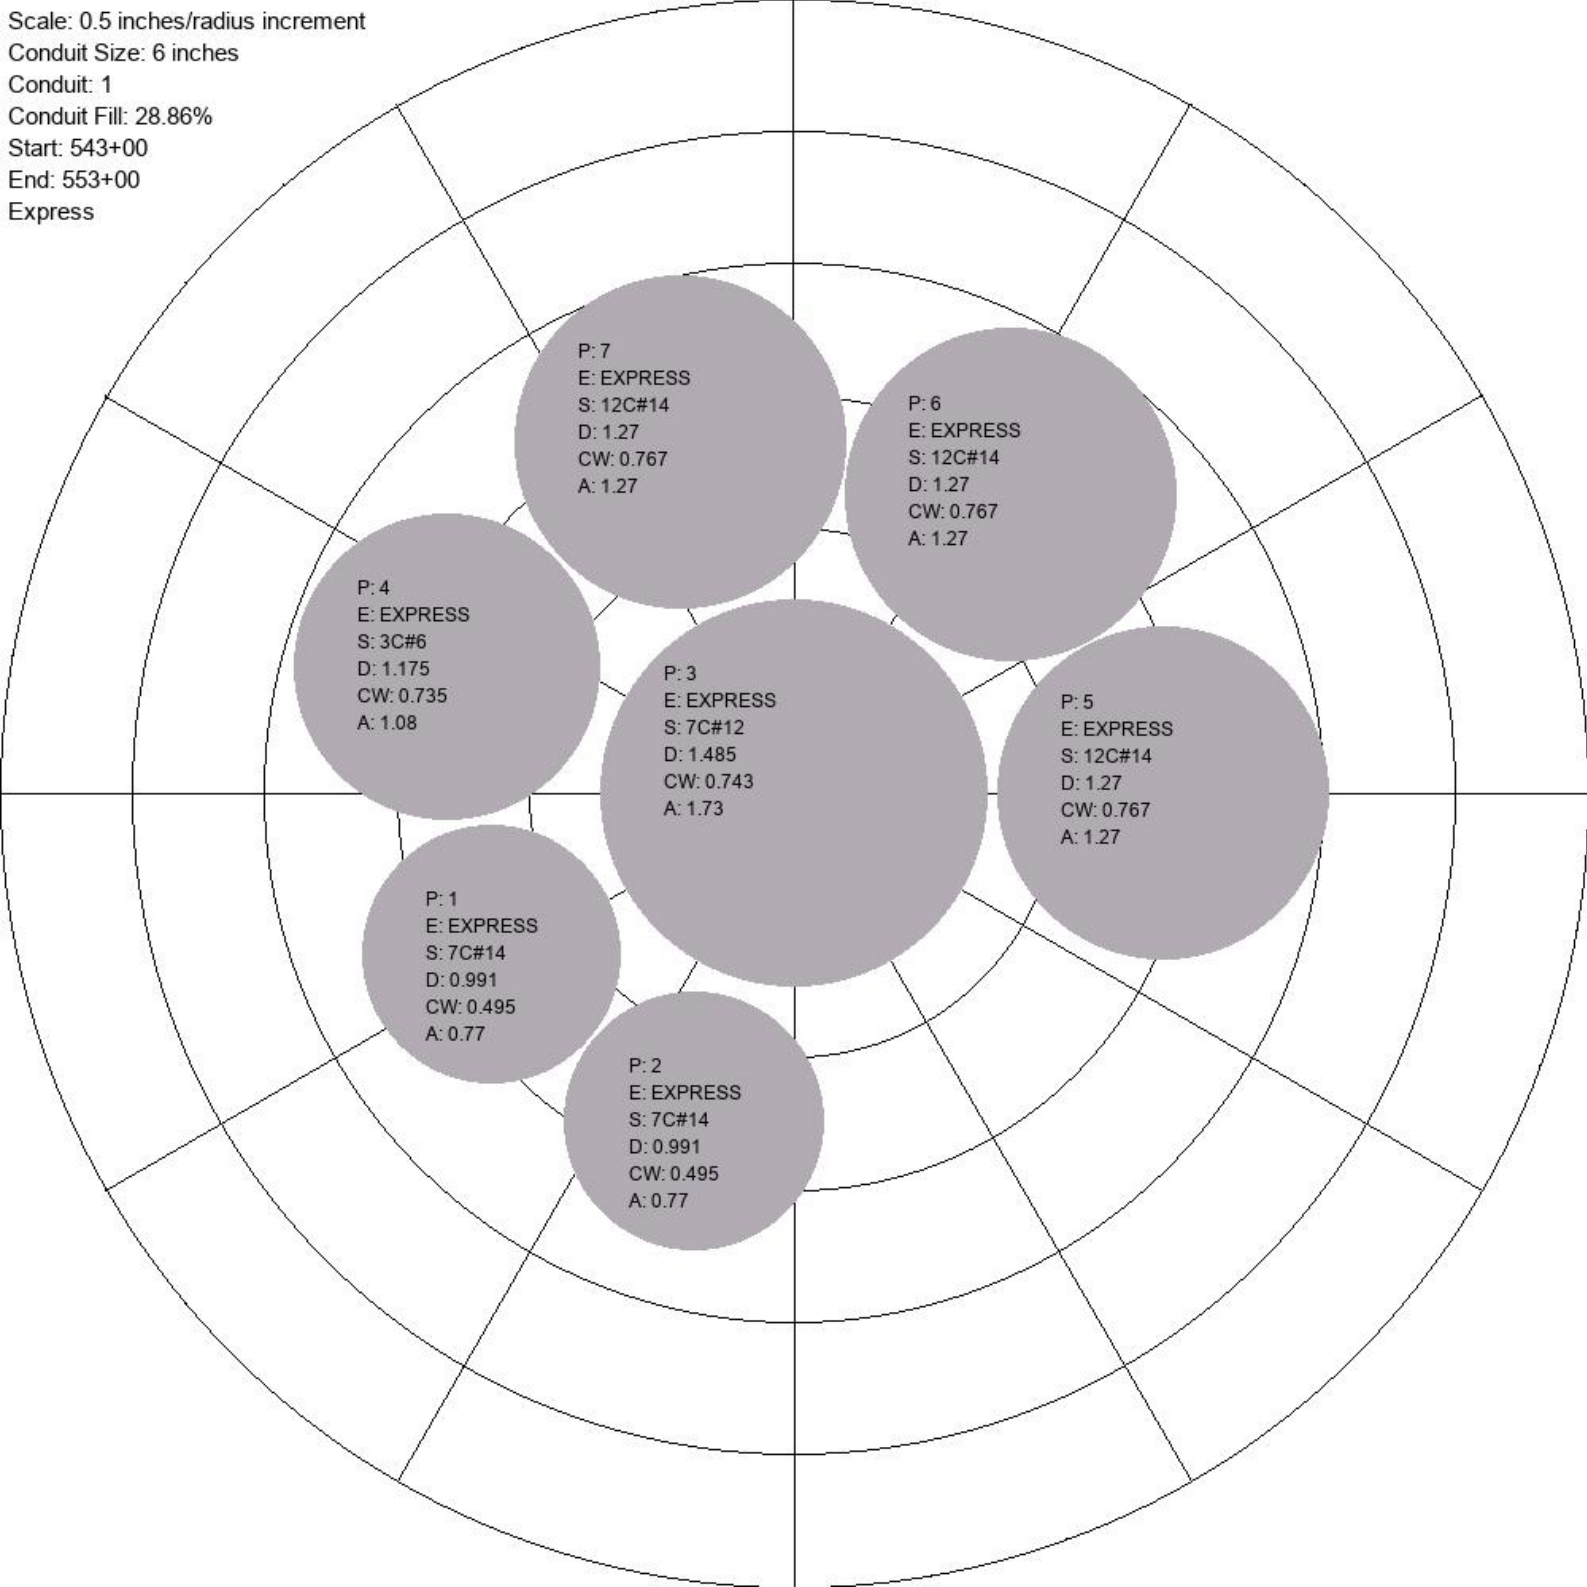 Scale: 0.5 inches/radius increment
Conduit Size: 6 inches
Conduit: 1
Conduit Fill: 28.86%
Start: 543+00
End: 553+00
Express
P: 7
E: EXPRESS
S: 12C#14
D: 1.27
CW: 0.767
A: 1.27
P: 6
E: EXPRESS
S: 12C#14
D: 1.27
CW: 0.767
A: 1.27
P: 4
E: EXPRESS
S: 3C#6
D: 1.175
CW: 0.735
A: 1.08
P: 3
E: EXPRESS
S: 7C#12
D: 1.485
CW: 0.743
A: 1.73
P: 5
E: EXPRESS
S: 12C#14
D: 1.27
CW: 0.767
A: 1.27
P: 1
E: EXPRESS
S: 7C#14
D: 0.991
CW: 0.495
A: 0.77
P: 2
E: EXPRESS
S: 7C#14
D: 0.991
CW: 0.495
A: 0.77